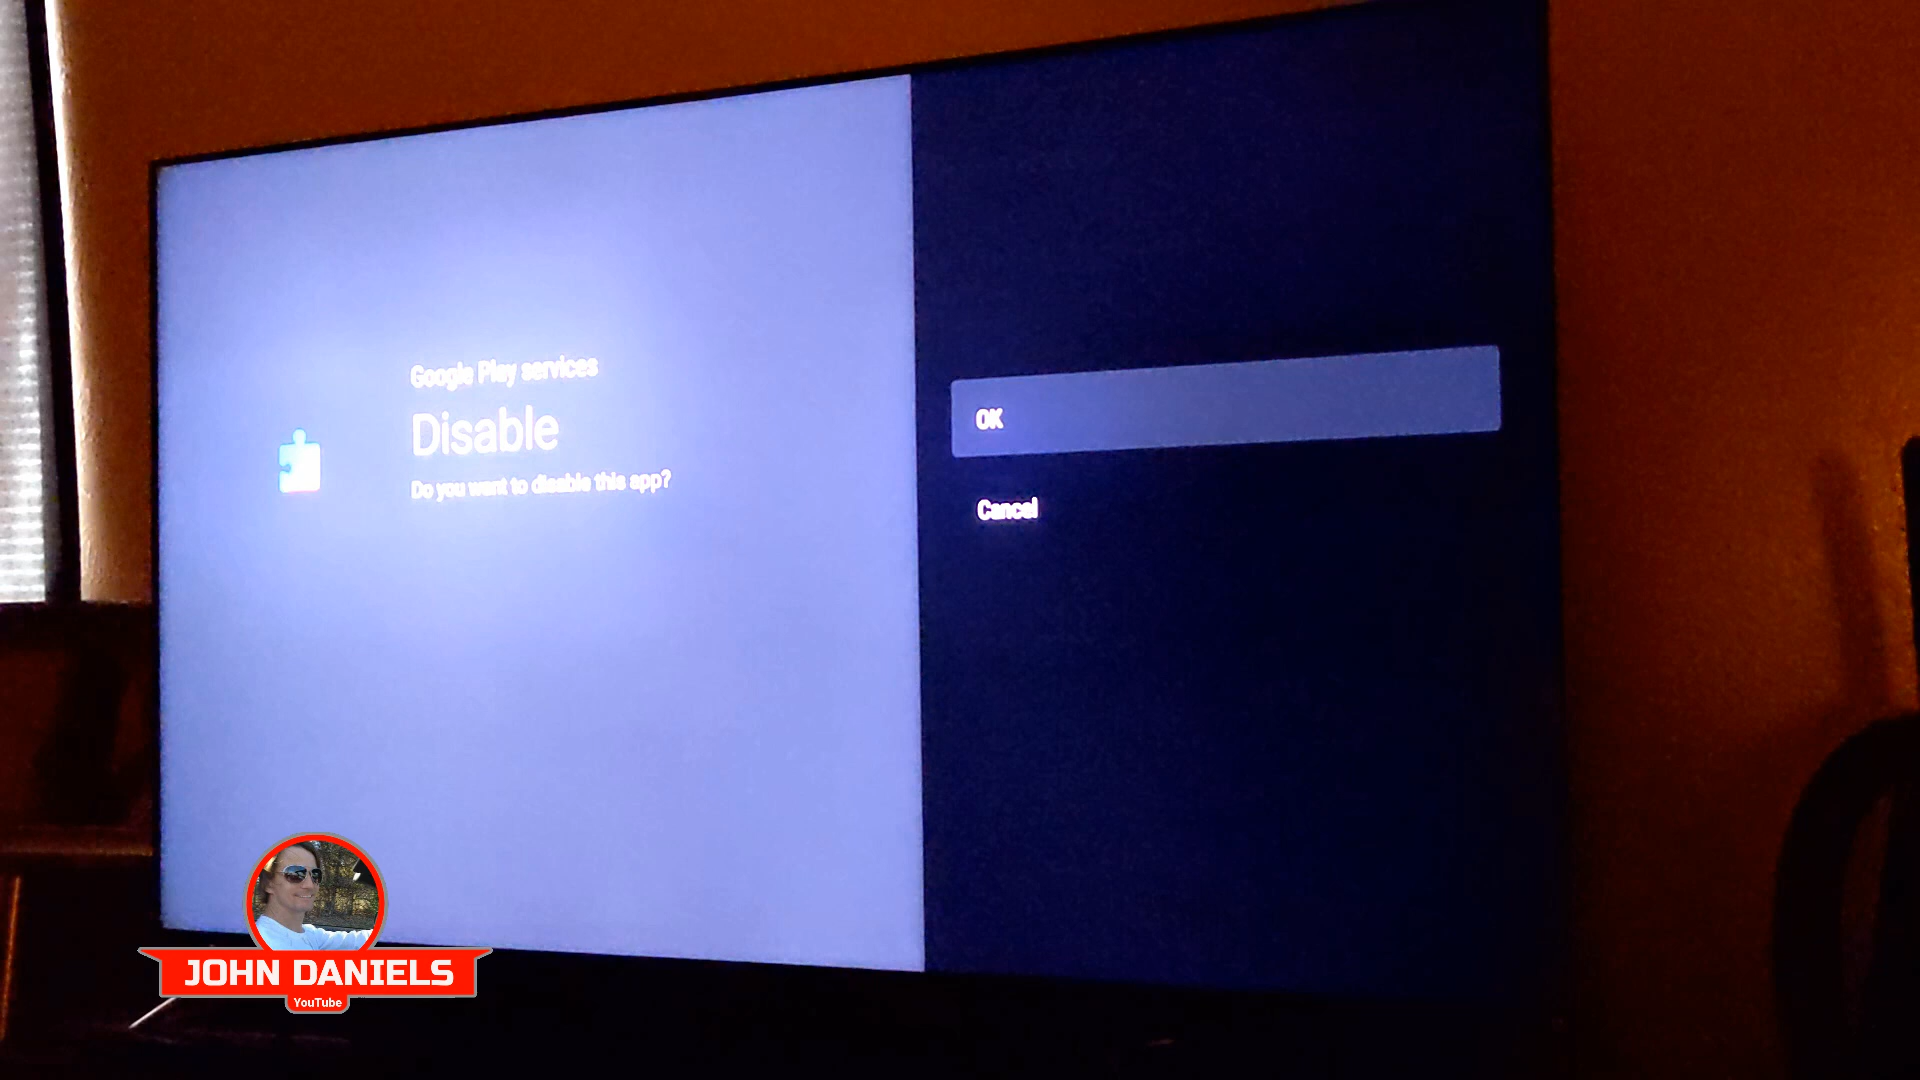 Google Play services
Disable
Do you want to disable this app?
OK
Cancel
JOHN DANIELS
YouTube